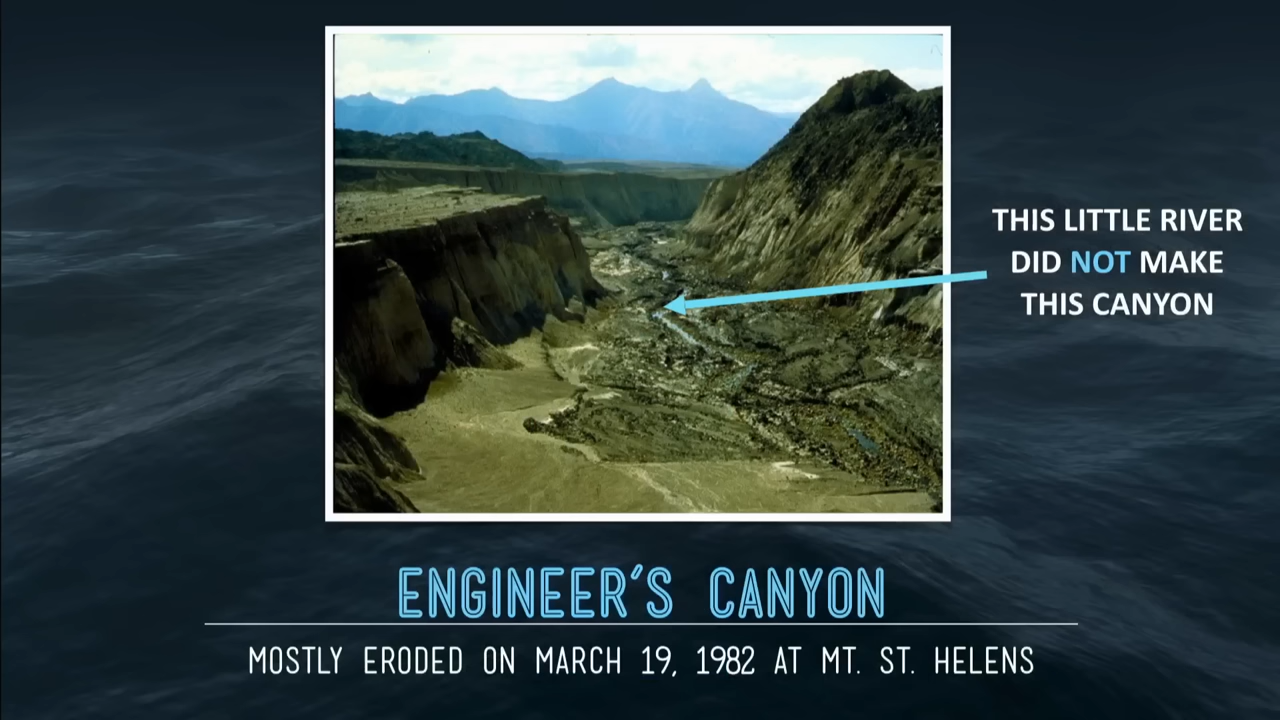 THIS LITTLE RIVER
DID NOT MAKE
THIS CANYON
ENGINEER'S CANYON
MOSTLY ERODED ON MARCH 19, 1982 AT MT. ST. HELENS